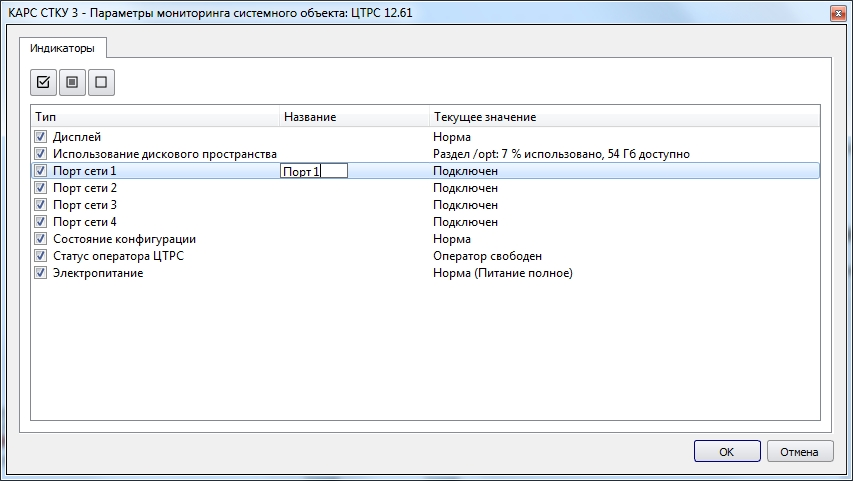 КАРС СТКУ 3 - Параметры мониторинга системного объекта: ЦТРС 12.61
Индикаторы
Тип Название Текущее значение
Дисплей Норма
Использование дискового пространства Раздел /opt: 7 % использовано, 54 Гб доступно
Порт сети 1 Порт 1 Подключен
Порт сети 2 Подключен
Порт сети 3 Подключен
Порт сети 4 Подключен
Состояние конфигурации Норма
Статус оператора ЦТРС Оператор свободен
Электропитание Норма (Питание полное)
OK Отмена